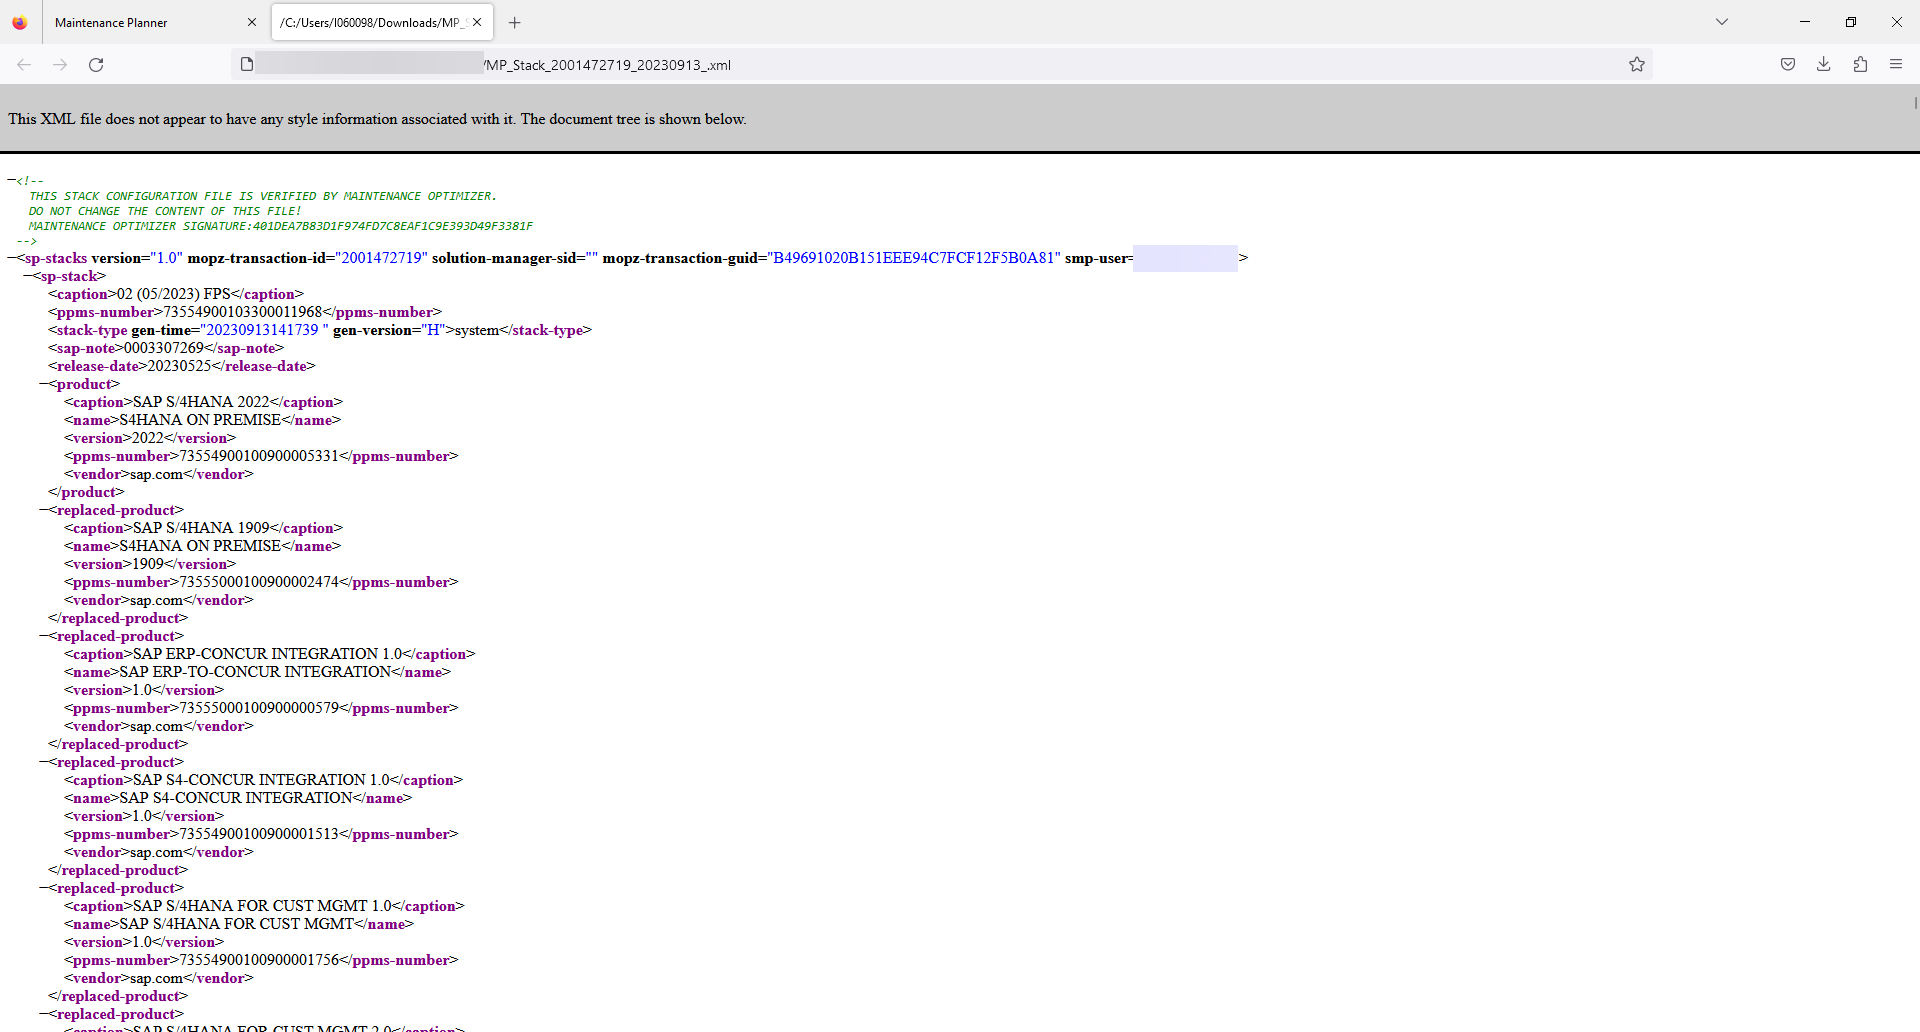 Maintenance Planner
/C:/Users/I060098/Downloads/MP_S
/MP_Stack_2001472719_20230913_.xml
This XML file does not appear to have any style information associated with it. The document tree is shown below.
<!--
THIS STACK CONFIGURATION FILE IS VERIFIED BY MAINTENANCE OPTIMIZER.
DO NOT CHANGE THE CONTENT OF THIS FILE!
MAINTENANCE OPTIMIZER SIGNATURE:401DEA7B83D1F974FD7C8EAF1C9E393D49F3381F
-->
<sp-stacks version="1.0" mopz-transaction-id="2001472719" solution-manager-sid="" mopz-transaction-guid="B49691020B151EEE94C7FCF12F5B0A81" smp-user= >
<sp-stack>
<caption>02 (05/2023) FPS</caption>
<ppms-number>73554900103300011968</ppms-number>
<stack-type gen-time="20230913141739 " gen-version="H">system</stack-type>
<sap-note>0003307269</sap-note>
<release-date>20230525</release-date>
<product>
<caption>SAP S/4HANA 2022</caption>
<name>S4HANA ON PREMISE</name>
<version>2022</version>
<ppms-number>73554900100900005331</ppms-number>
<vendor>sap.com</vendor>
</product>
<replaced-product>
<caption>SAP S/4HANA 1909</caption>
<name>S4HANA ON PREMISE</name>
<version>1909</version>
<ppms-number>73555000100900002474</ppms-number>
<vendor>sap.com</vendor>
</replaced-product>
<replaced-product>
<caption>SAP ERP-CONCUR INTEGRATION 1.0</caption>
<name>SAP ERP-TO-CONCUR INTEGRATION</name>
<version>1.0</version>
<ppms-number>73555000100900000579</ppms-number>
<vendor>sap.com</vendor>
</replaced-product>
<replaced-product>
<caption>SAP S4-CONCUR INTEGRATION 1.0</caption>
<name>SAP S4-CONCUR INTEGRATION</name>
<version>1.0</version>
<ppms-number>73554900100900001513</ppms-number>
<vendor>sap.com</vendor>
</replaced-product>
<replaced-product>
<caption>SAP S/4HANA FOR CUST MGMT 1.0</caption>
<name>SAP S/4HANA FOR CUST MGMT</name>
<version>1.0</version>
<ppms-number>73554900100900001756</ppms-number>
<vendor>sap.com</vendor>
</replaced-product>
<replaced-product>
<caption>SAP S/4HANA FOR CUST MGMT 2.0</caption>